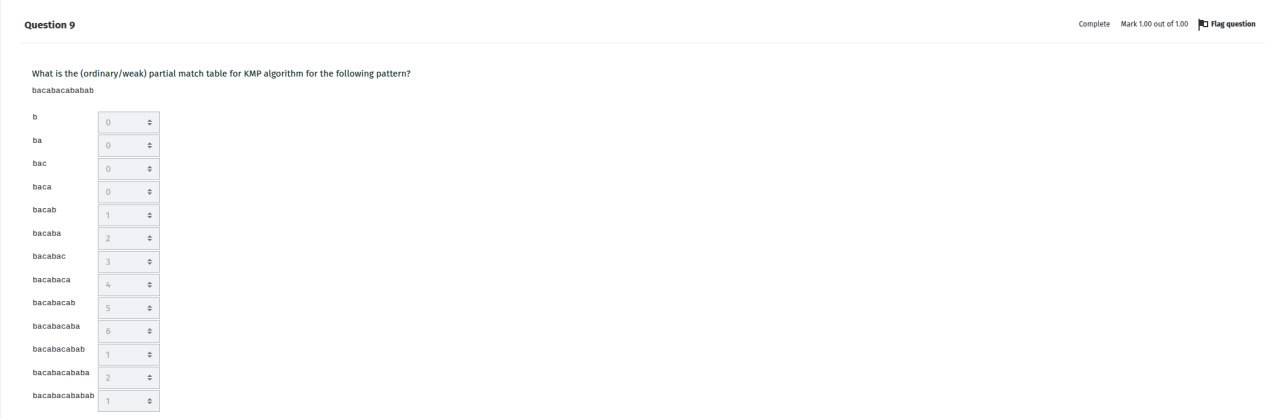 Question 9 Complete Mark 1.00 out of 1.00 Flag question
What is the (ordinary/weak) partial match table for KMP algorithm for the following pattern?
bacabacababab
b 0
ba 0
bac 0
baca 0
bacab 1
bacaba 2
bacabac 3
bacabaca 4
bacabacab 5
bacabacaba 6
bacabacabab 1
bacabacababa 2
bacabacababab 1